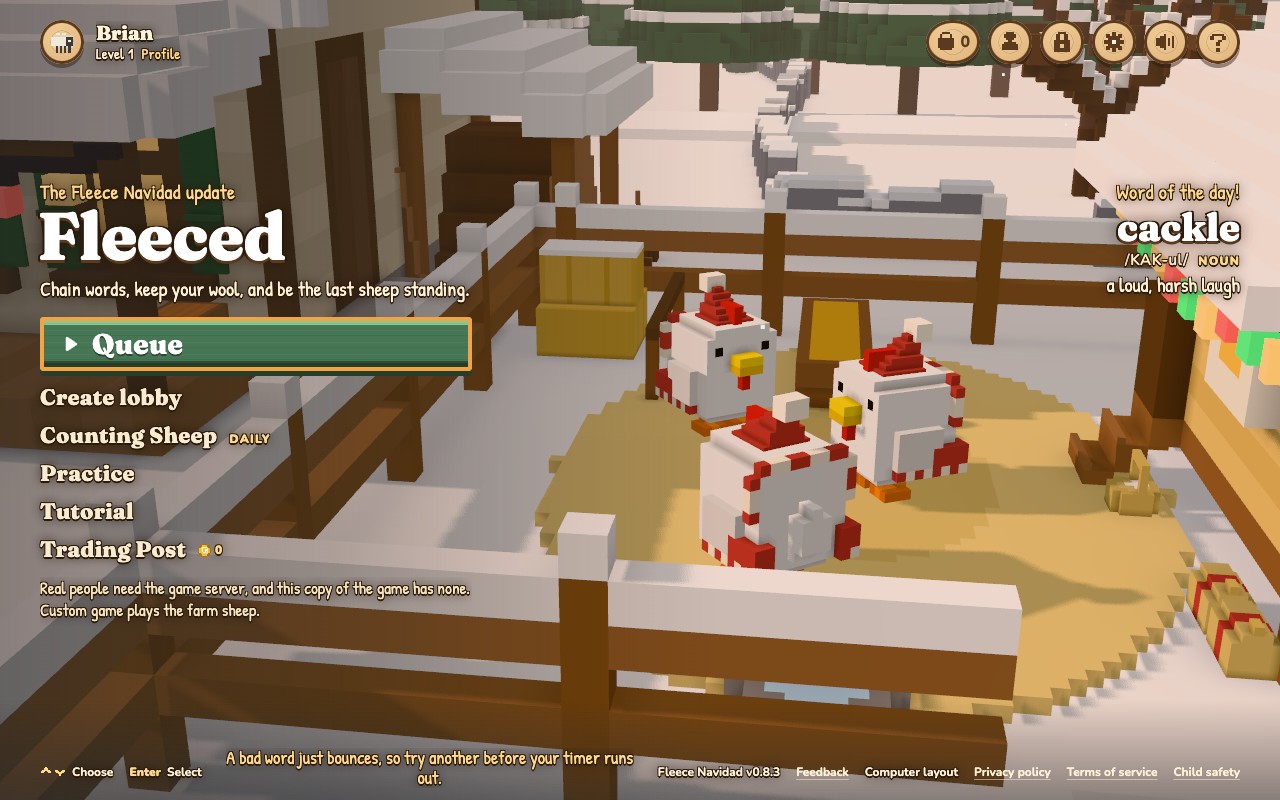 Brian
Level 1 Profile
0
The Fleece Navidad update
Fleeced
Chain words, keep your wool, and be the last sheep standing.
Queue
Create lobby
Counting Sheep DAILY
Practice
Tutorial
Trading Post 0
Real people need the game server, and this copy of the game has none.
Custom game plays the farm sheep.
Word of the day!
cackle
/KAK-ul/ NOUN
a loud, harsh laugh
Choose Enter Select
A bad word just bounces, so try another before your timer runs
out.
Fleece Navidad v0.8.3 Feedback Computer layout Privacy policy Terms of service Child safety